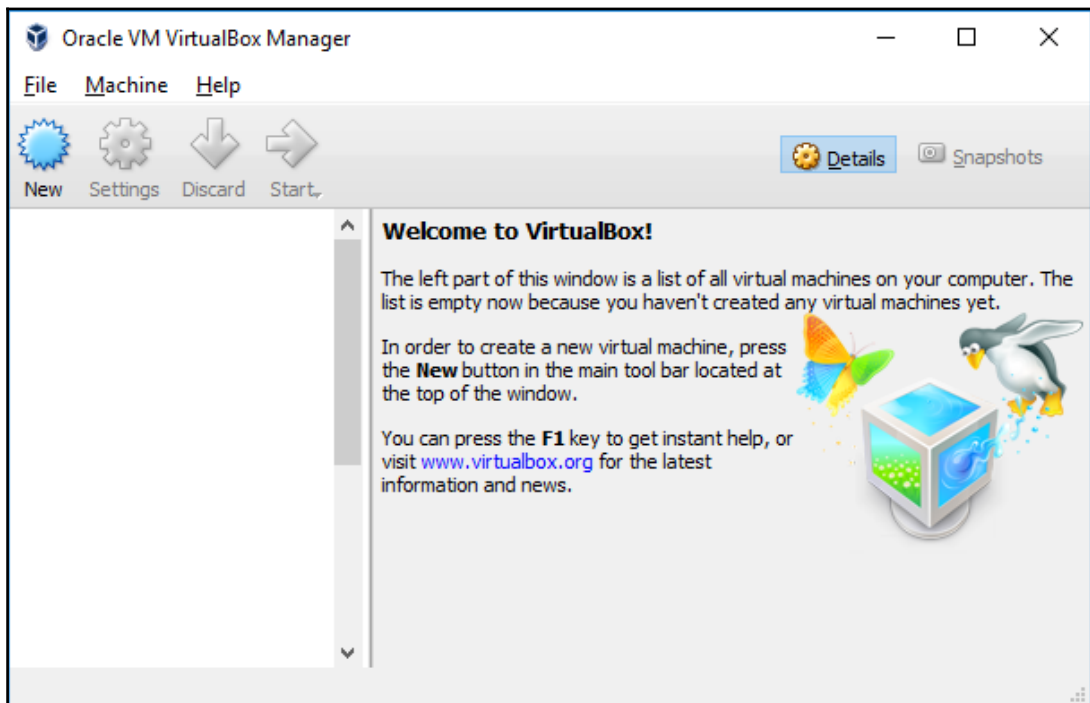 Oracle VM VirtualBox Manager
File Machine Help
New Settings Discard Start
Details Snapshots
Welcome to VirtualBox!
The left part of this window is a list of all virtual machines on your computer. The
list is empty now because you haven't created any virtual machines yet.
In order to create a new virtual machine, press
the New button in the main tool bar located at
the top of the window.
You can press the F1 key to get instant help, or
visit www.virtualbox.org for the latest
information and news.